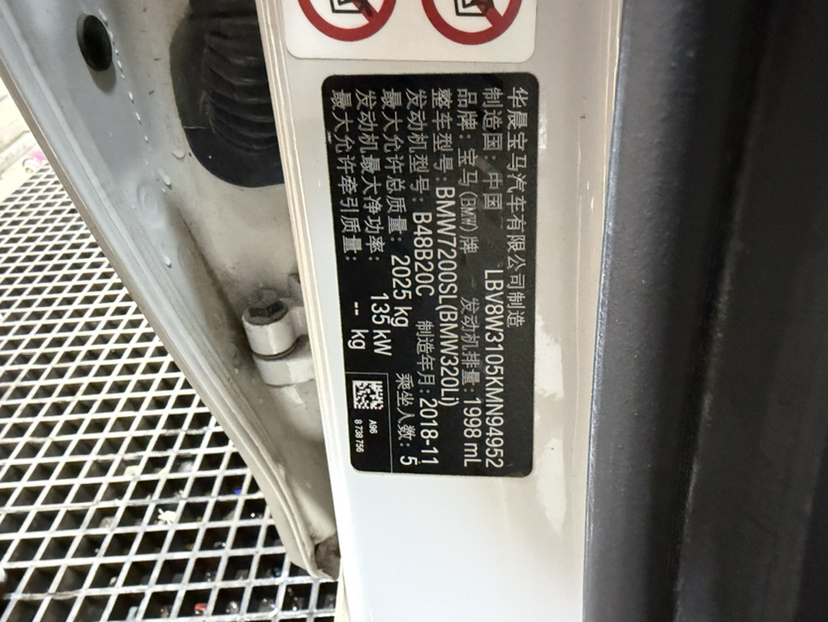 华晨宝马汽车有限公司制造
制造国：中国 LBV8W3105KMN94952
品牌：宝马(BMW)牌 发动机排量：1998 mL
整车型号：BMW7200SL(BMW320Li)
发动机型号：B48B20C 制造年月：2018-11
最大允许总质量：2025 kg 乘坐人数：5
发动机最大净功率：135 kW
最大允许牵引质量：-- kg
A96
8 738 756